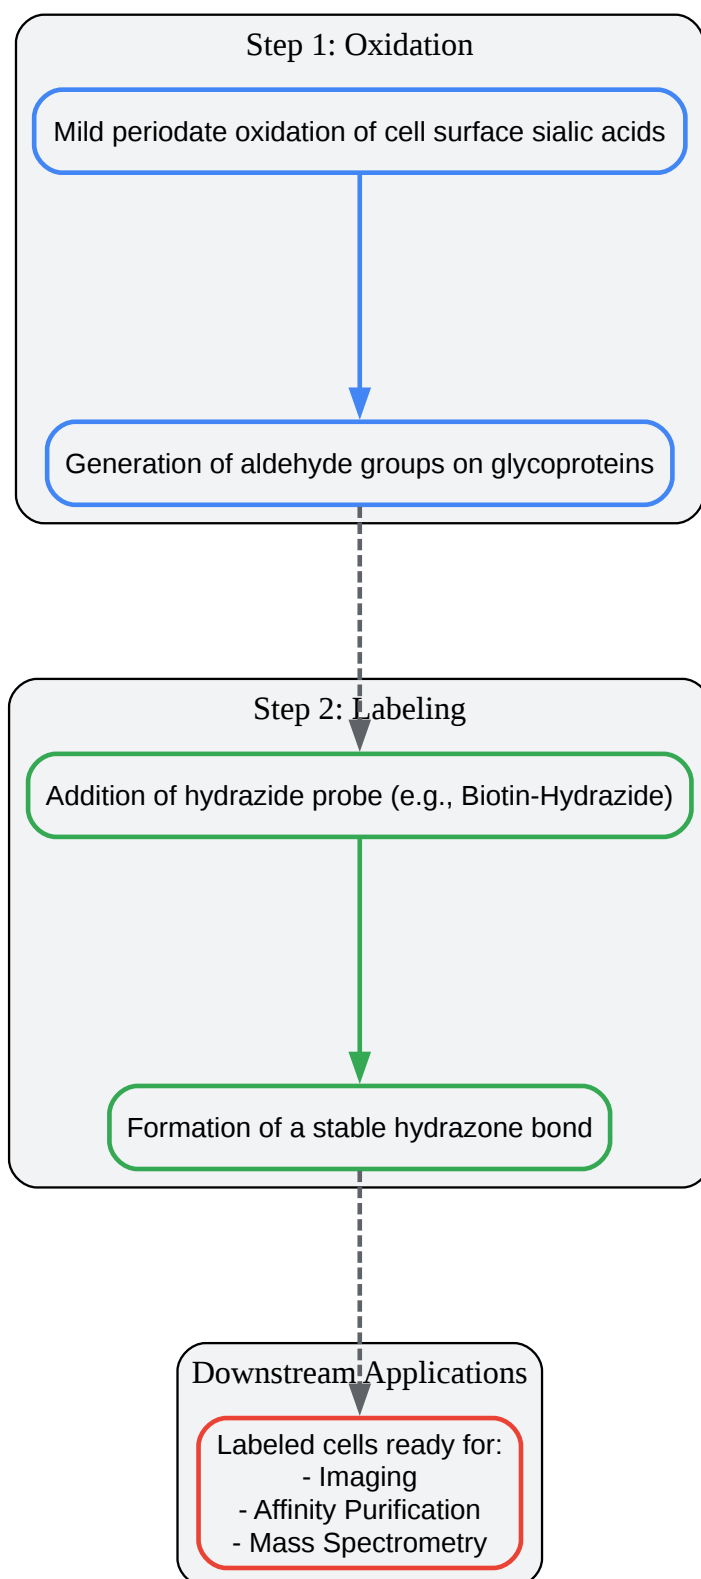 Step 1: Oxidation
Mild periodate oxidation of cell surface sialic acids
Generation of aldehyde groups on glycoproteins
Step 2: Labeling
Addition of hydrazide probe (e.g., Biotin-Hydrazide)
Formation of a stable hydrazone bond
Downstream Applications
Labeled cells ready for:
- Imaging
- Affinity Purification
- Mass Spectrometry